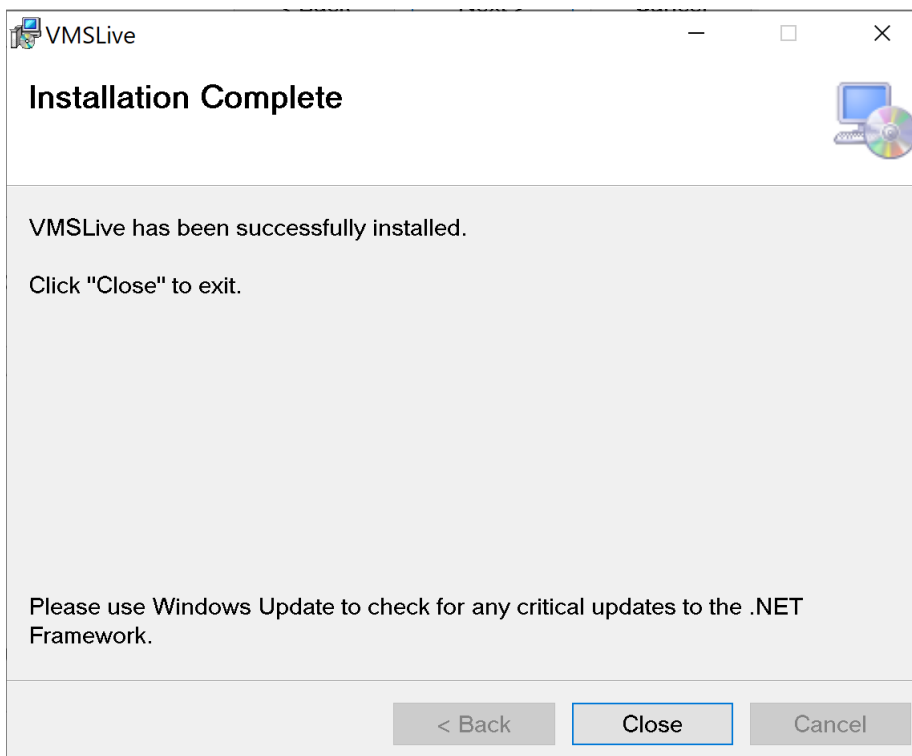 VMSLive
Installation Complete
VMSLive has been successfully installed.
Click "Close" to exit.
Please use Windows Update to check for any critical updates to the .NET
Framework.
< Back
Close
Cancel